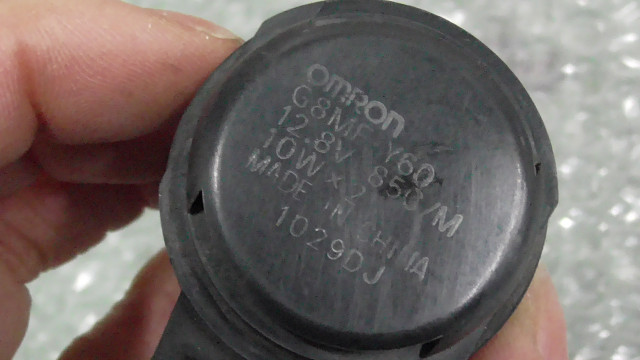 OMRON
G8MF Y60
12.8V 85C/M
10W×2
MADE IN CHINA
1029DJ